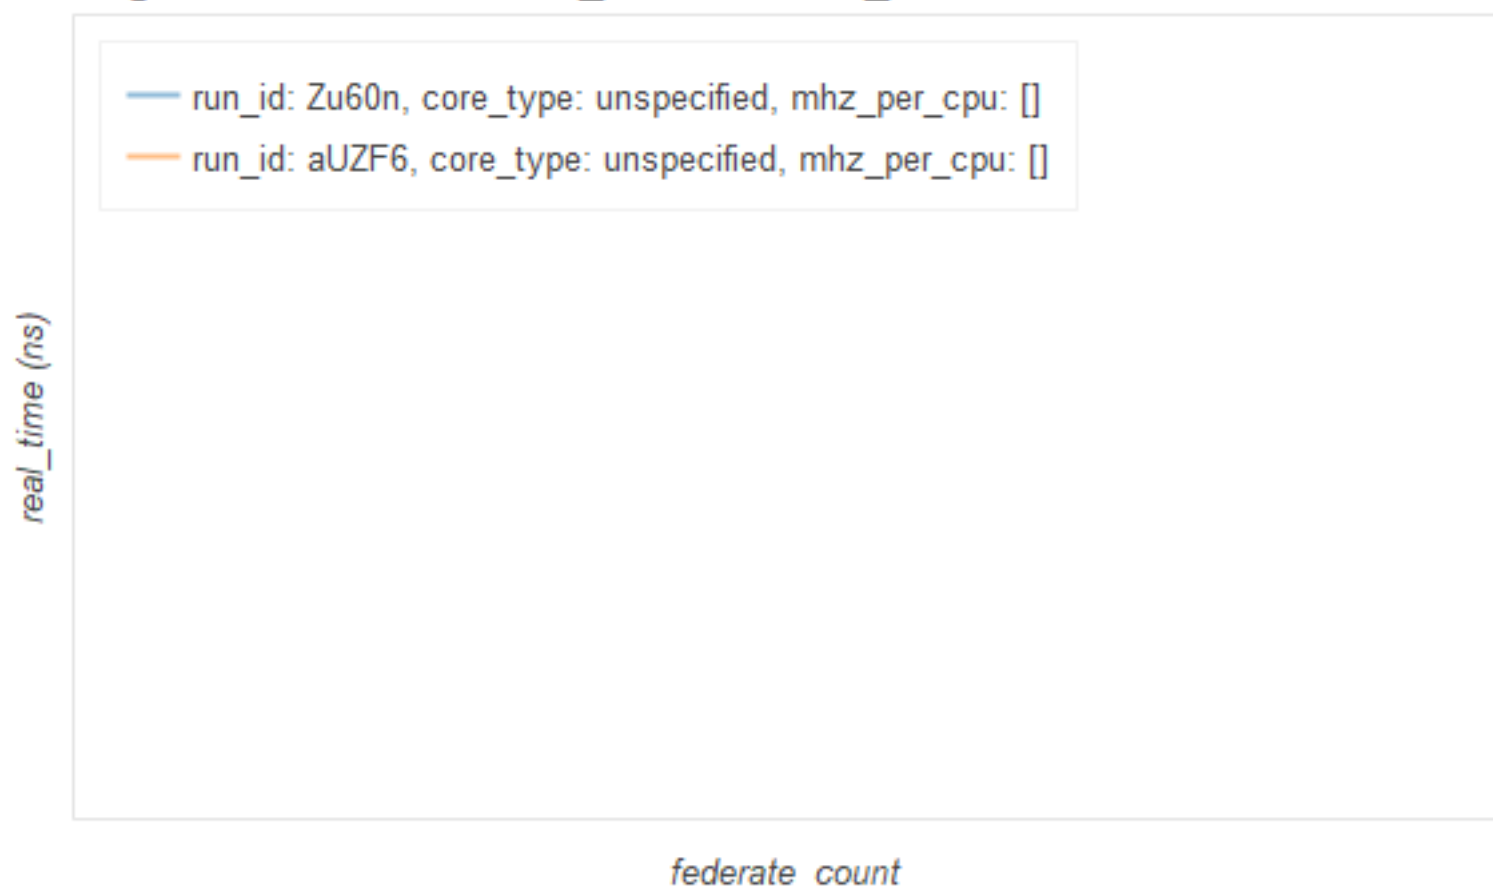 run_id: Zu60n, core_type: unspecified, mhz_per_cpu: []
run_id: aUZF6, core_type: unspecified, mhz_per_cpu: []
real_time (ns)
federate_count